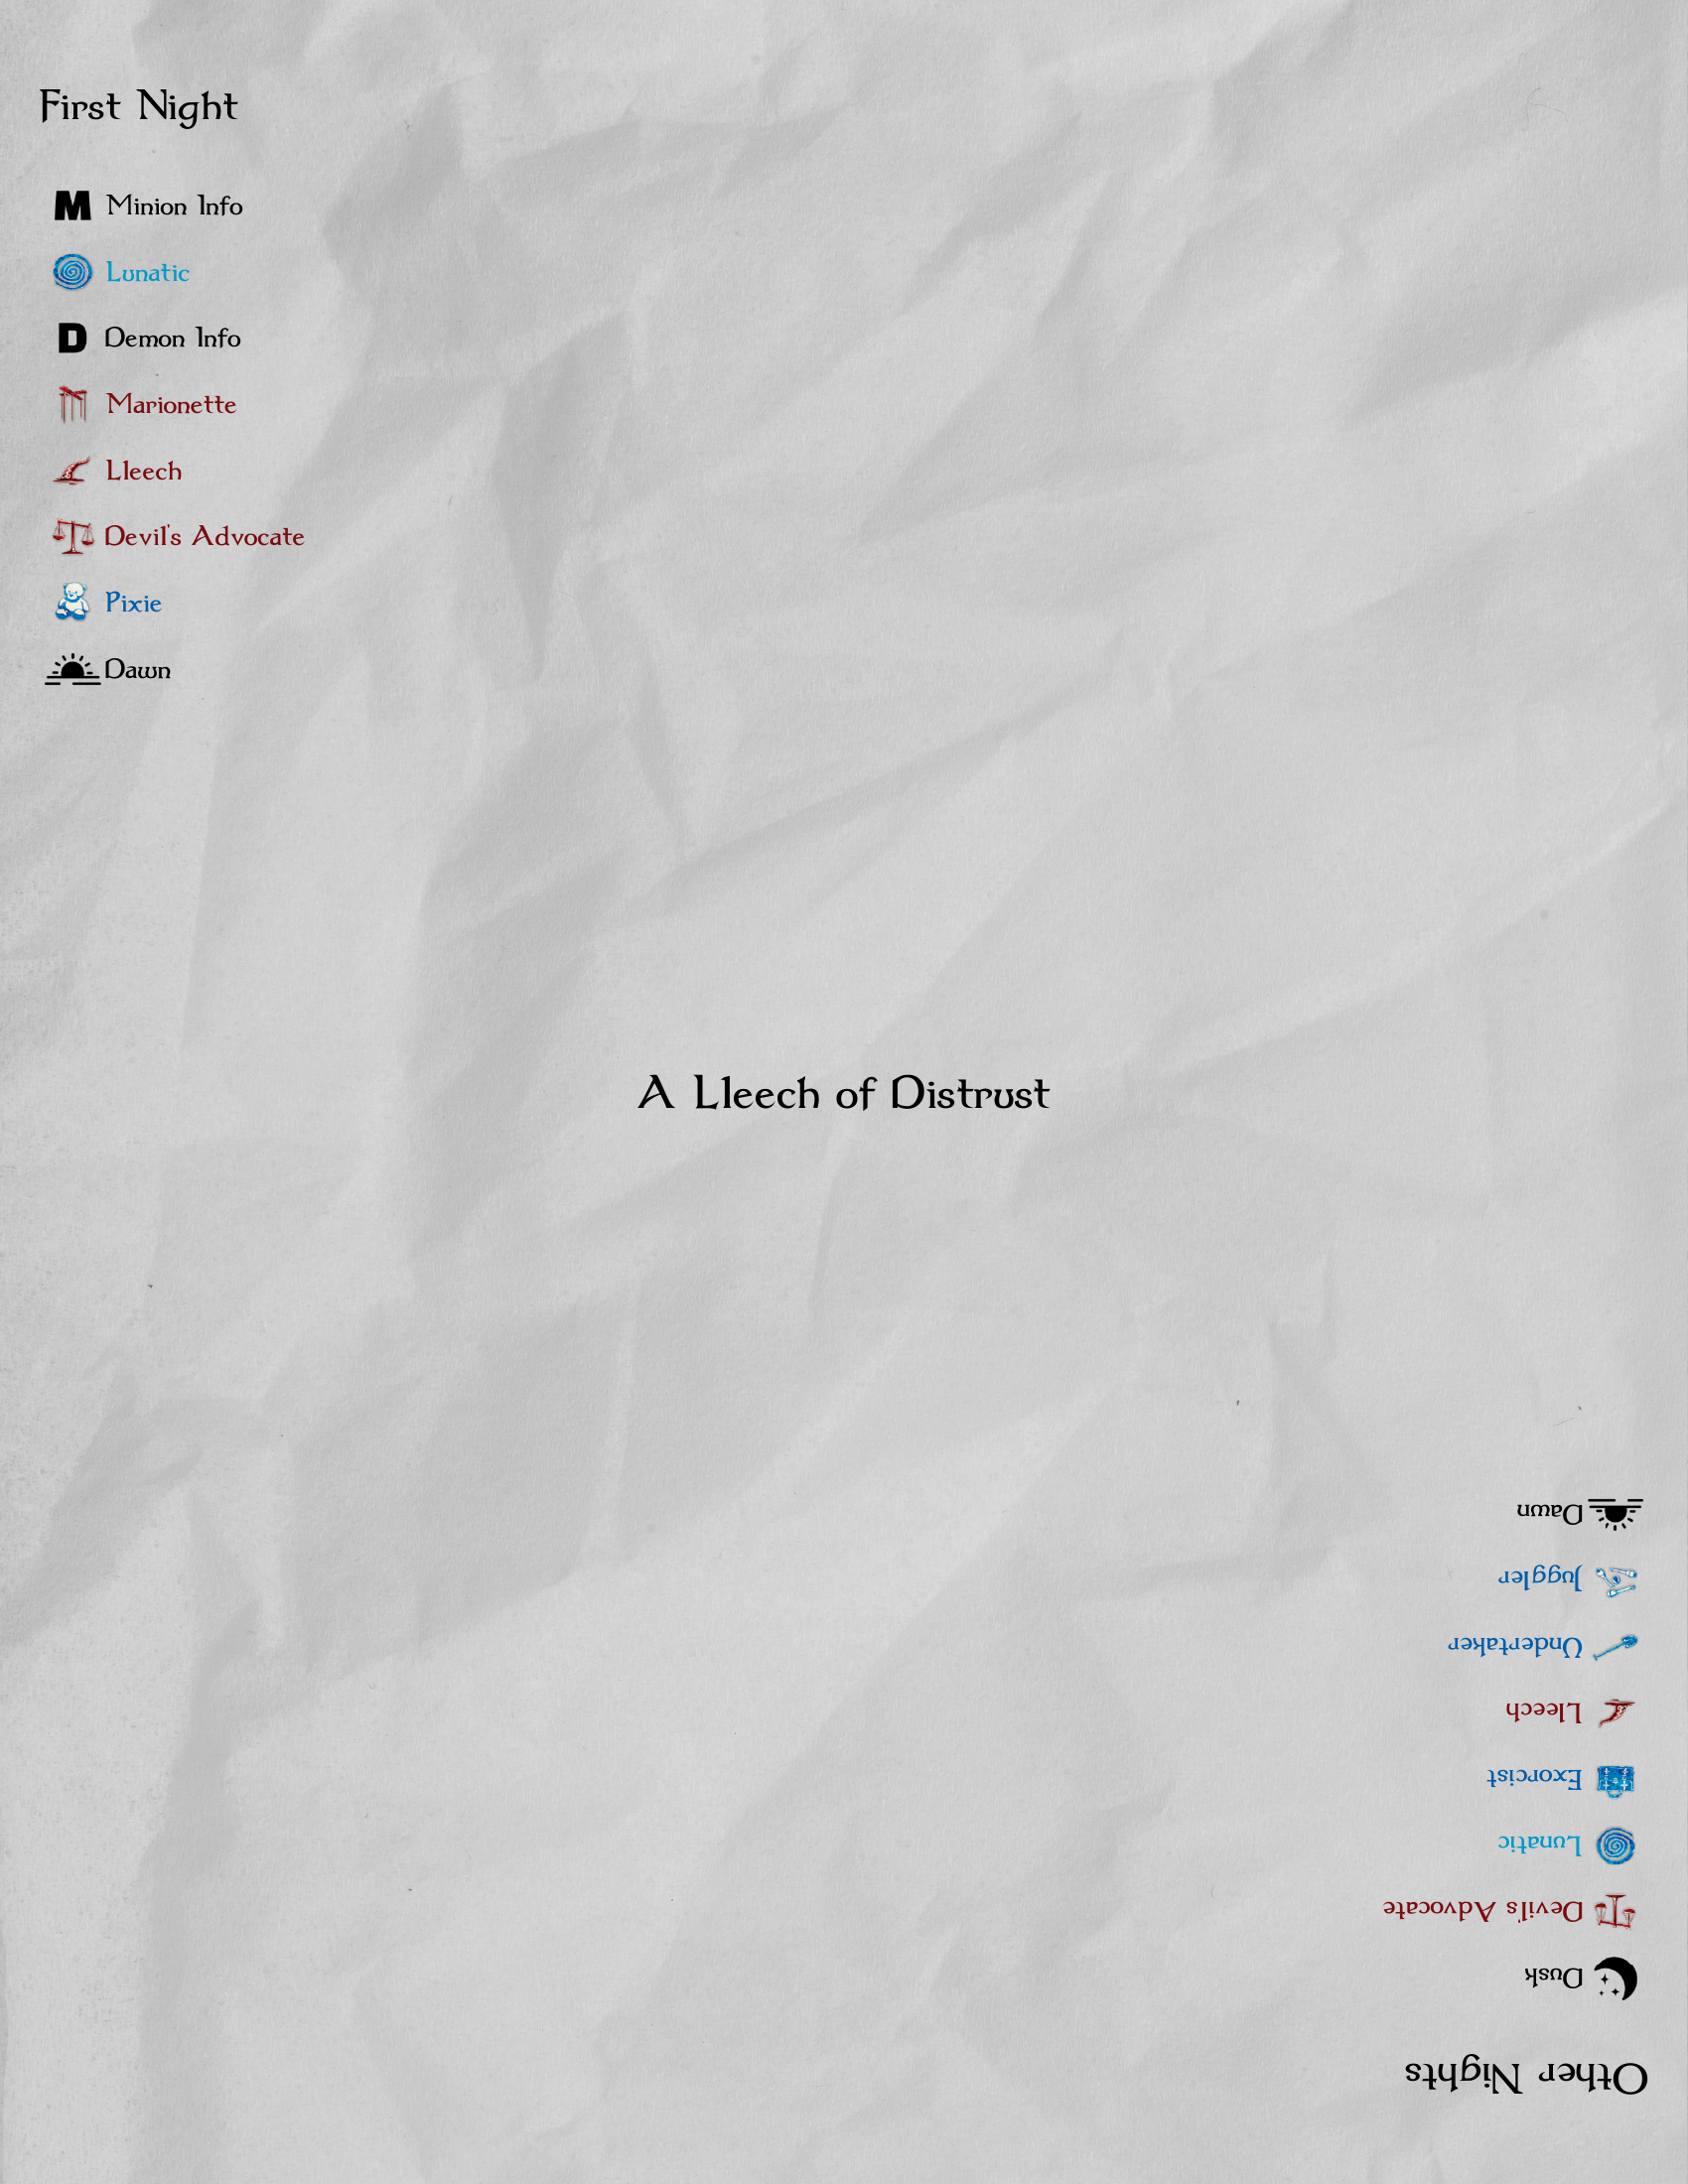 First Night
M Minion Info
Lunatic
D Demon Info
Marionette
Lleech
Devil's Advocate
Pixie
Dawn
A Lleech of Distrust
Other Nights
Dusk
Devil's Advocate
Lunatic
Exorcist
Lleech
Undertaker
Juggler
Dawn